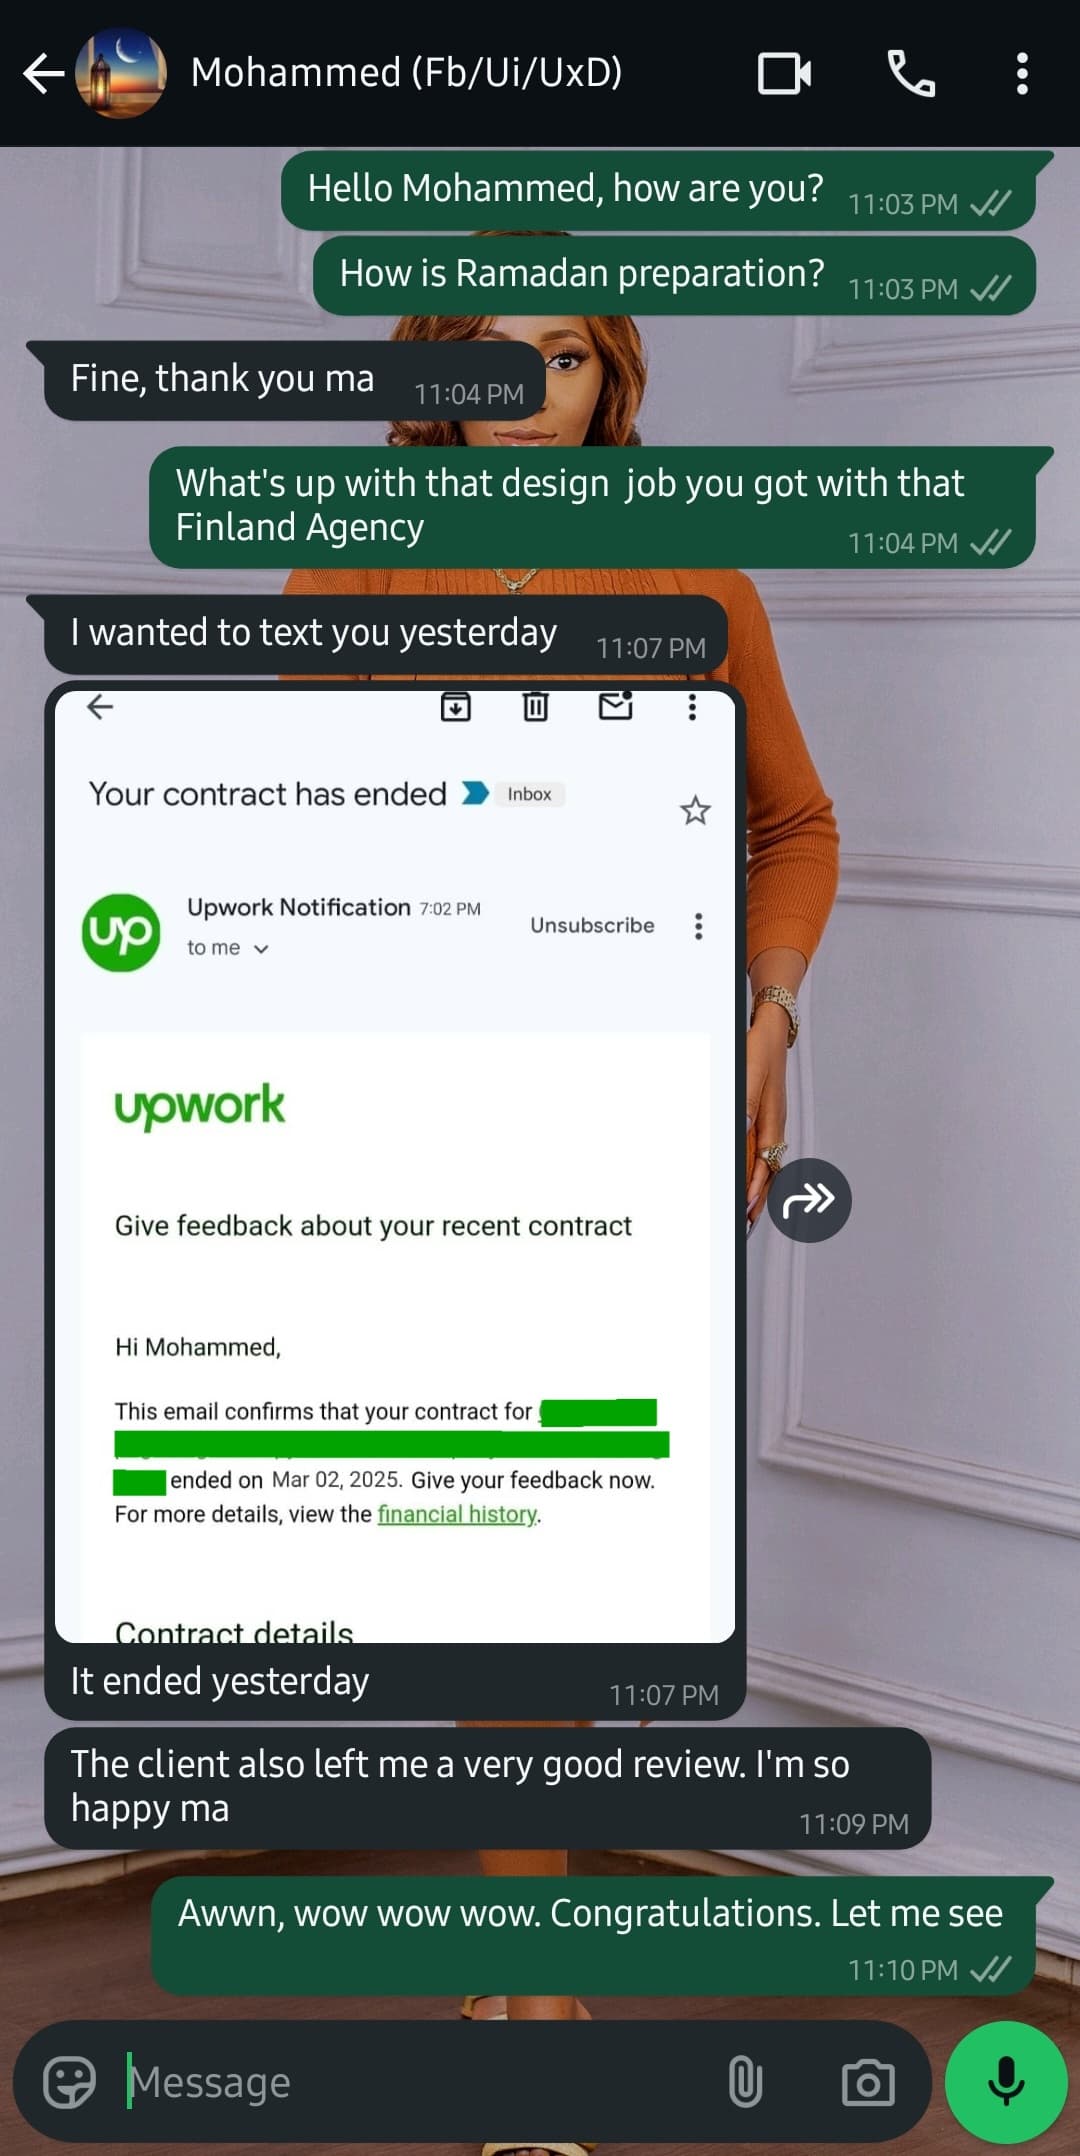 Mohammed (Fb/Ui/UxD)
Hello Mohammed, how are you? 11:03 PM
How is Ramadan preparation? 11:03 PM
Fine, thank you ma 11:04 PM
What's up with that design job you got with that
Finland Agency 11:04 PM
I wanted to text you yesterday 11:07 PM
Your contract has ended Inbox
Upwork Notification 7:02 PM
Unsubscribe
to me
up
upwork
Give feedback about your recent contract
Hi Mohammed,
This email confirms that your contract for
ended on Mar 02, 2025. Give your feedback now.
For more details, view the financial history.
Contract details
It ended yesterday 11:07 PM
The client also left me a very good review. I'm so
happy ma 11:09 PM
Awwn, wow wow wow. Congratulations. Let me see
11:10 PM
Message